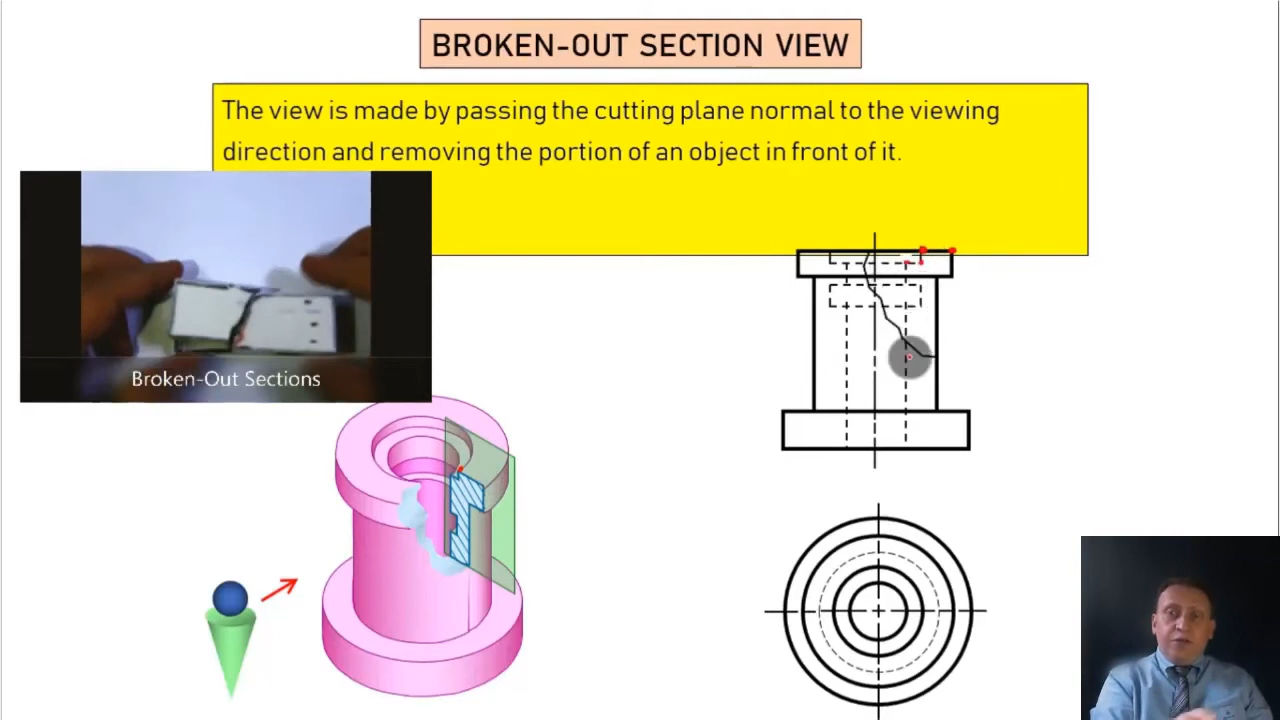 BROKEN-OUT SECTION VIEW
The view is made by passing the cutting plane normal to the viewing
direction and removing the portion of an object in front of it.
Broken-Out Sections